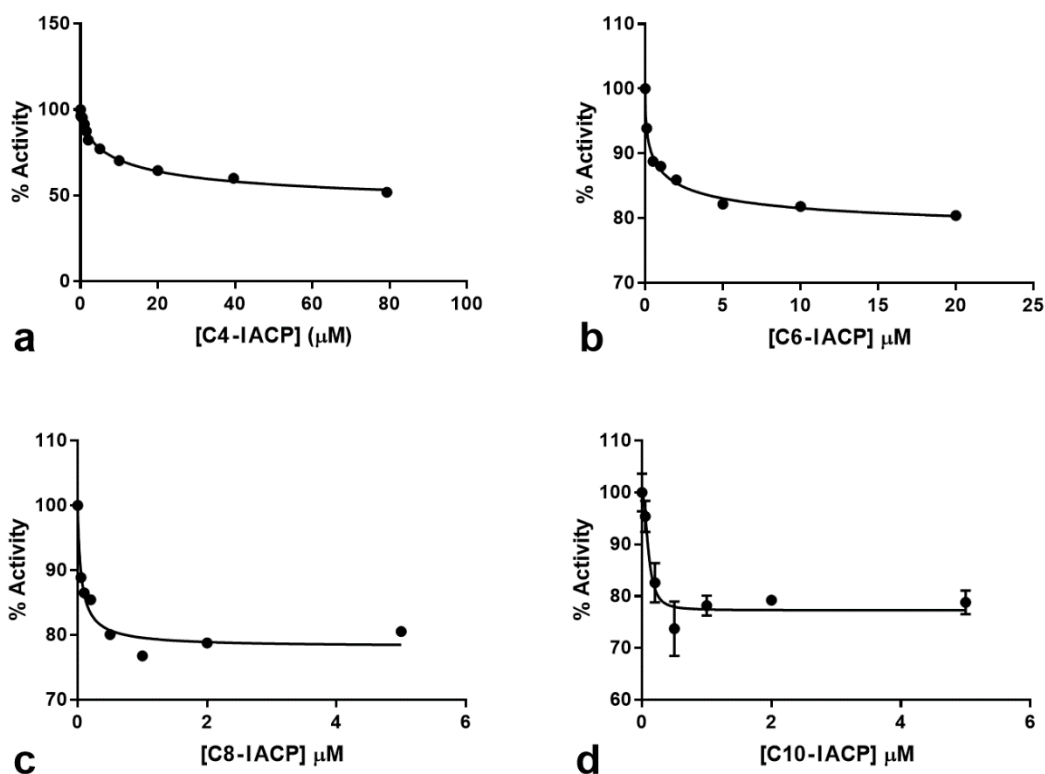 150
100
50
0
% Activity
0 20 40 60 80 100
[C4-IACP] (μM)
a
110
100
90
80
70
% Activity
0 5 10 15 20 25
[C6-IACP] μM
b
110
100
90
80
70
% Activity
0 2 4 6
[C8-IACP] μM
c
110
100
90
80
70
60
% Activity
0 2 4 6
[C10-IACP] μM
d